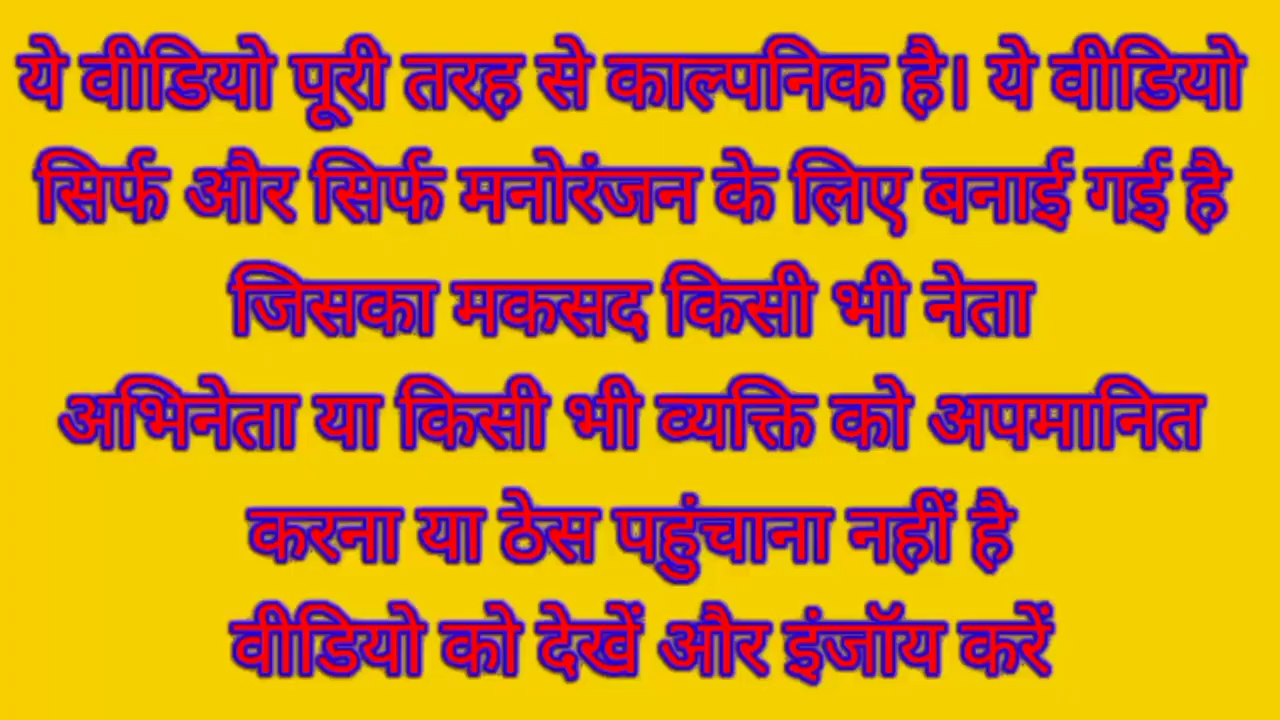 ये वीडियो पूरी तरह से काल्पनिक है। ये वीडियो
सिर्फ और सिर्फ मनोरंजन के लिए बनाई गई है
जिसका मकसद किसी भी नेता
अभिनेता या किसी भी व्यक्ति को अपमानित
करना या ठेस पहुंचाना नहीं है
वीडियो को देखें और इंजॉय करें